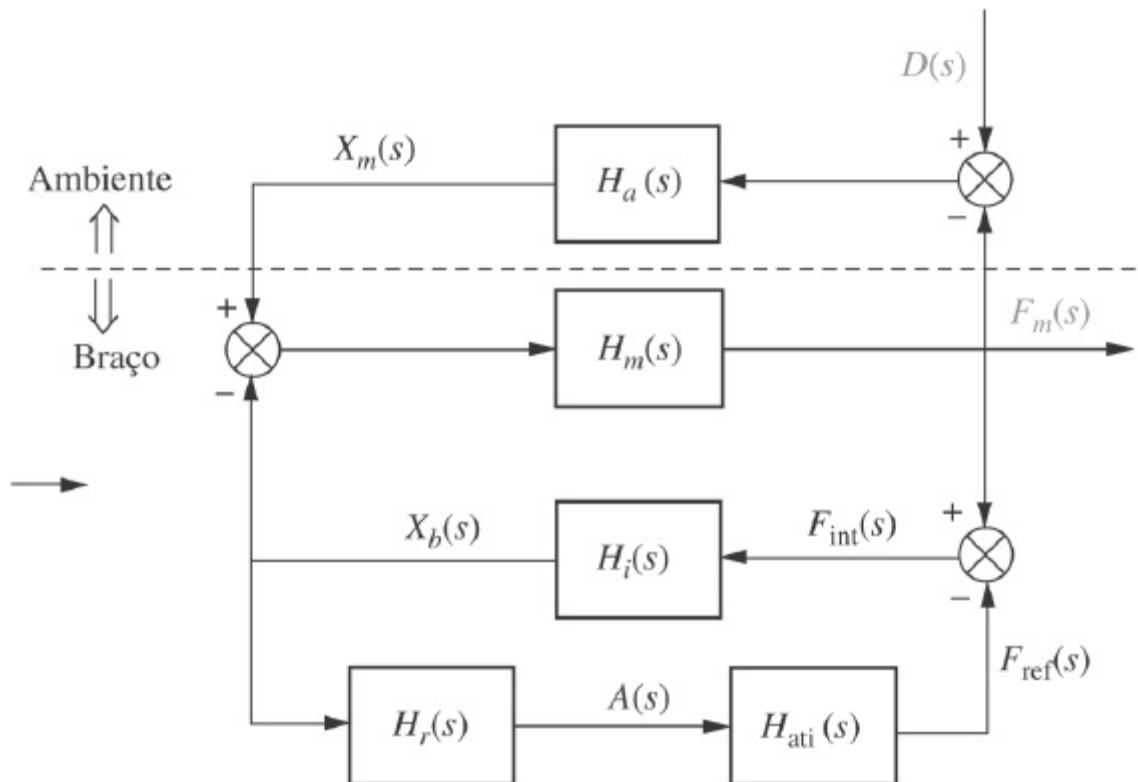 D(s)
+
X_m(s)
H_a(s)
Ambiente
−
+
F_m(s)
H_m(s)
Braço
−
+
X_b(s)
H_i(s)
F_int(s)
−
F_ref(s)
H_r(s)
A(s)
H_ati(s)